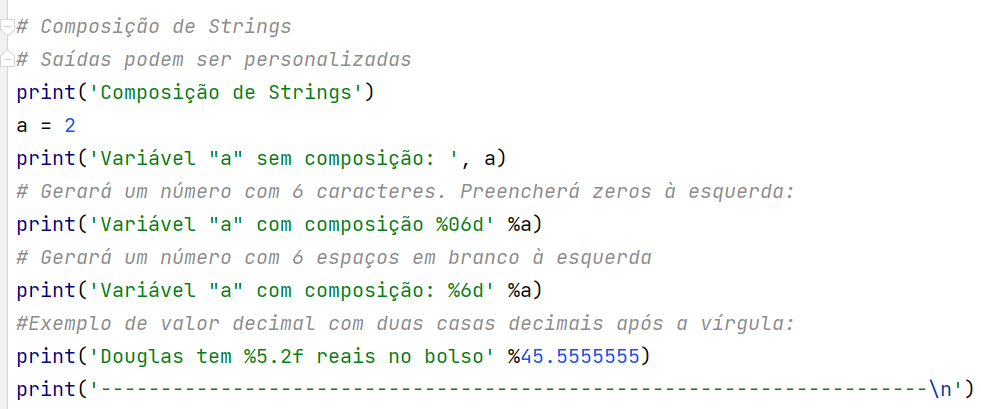 # Composição de Strings
# Saídas podem ser personalizadas
print('Composição de Strings')
a = 2
print('Variável "a" sem composição: ', a)
# Gerará um número com 6 caracteres. Preencherá zeros à esquerda:
print('Variável "a" com composição %06d' %a)
# Gerará um número com 6 espaços em branco à esquerda
print('Variável "a" com composição: %6d' %a)
#Exemplo de valor decimal com duas casas decimais após a vírgula:
print('Douglas tem %5.2f reais no bolso' %45.5555555)
print('---------------------------------------------------------------------\n')